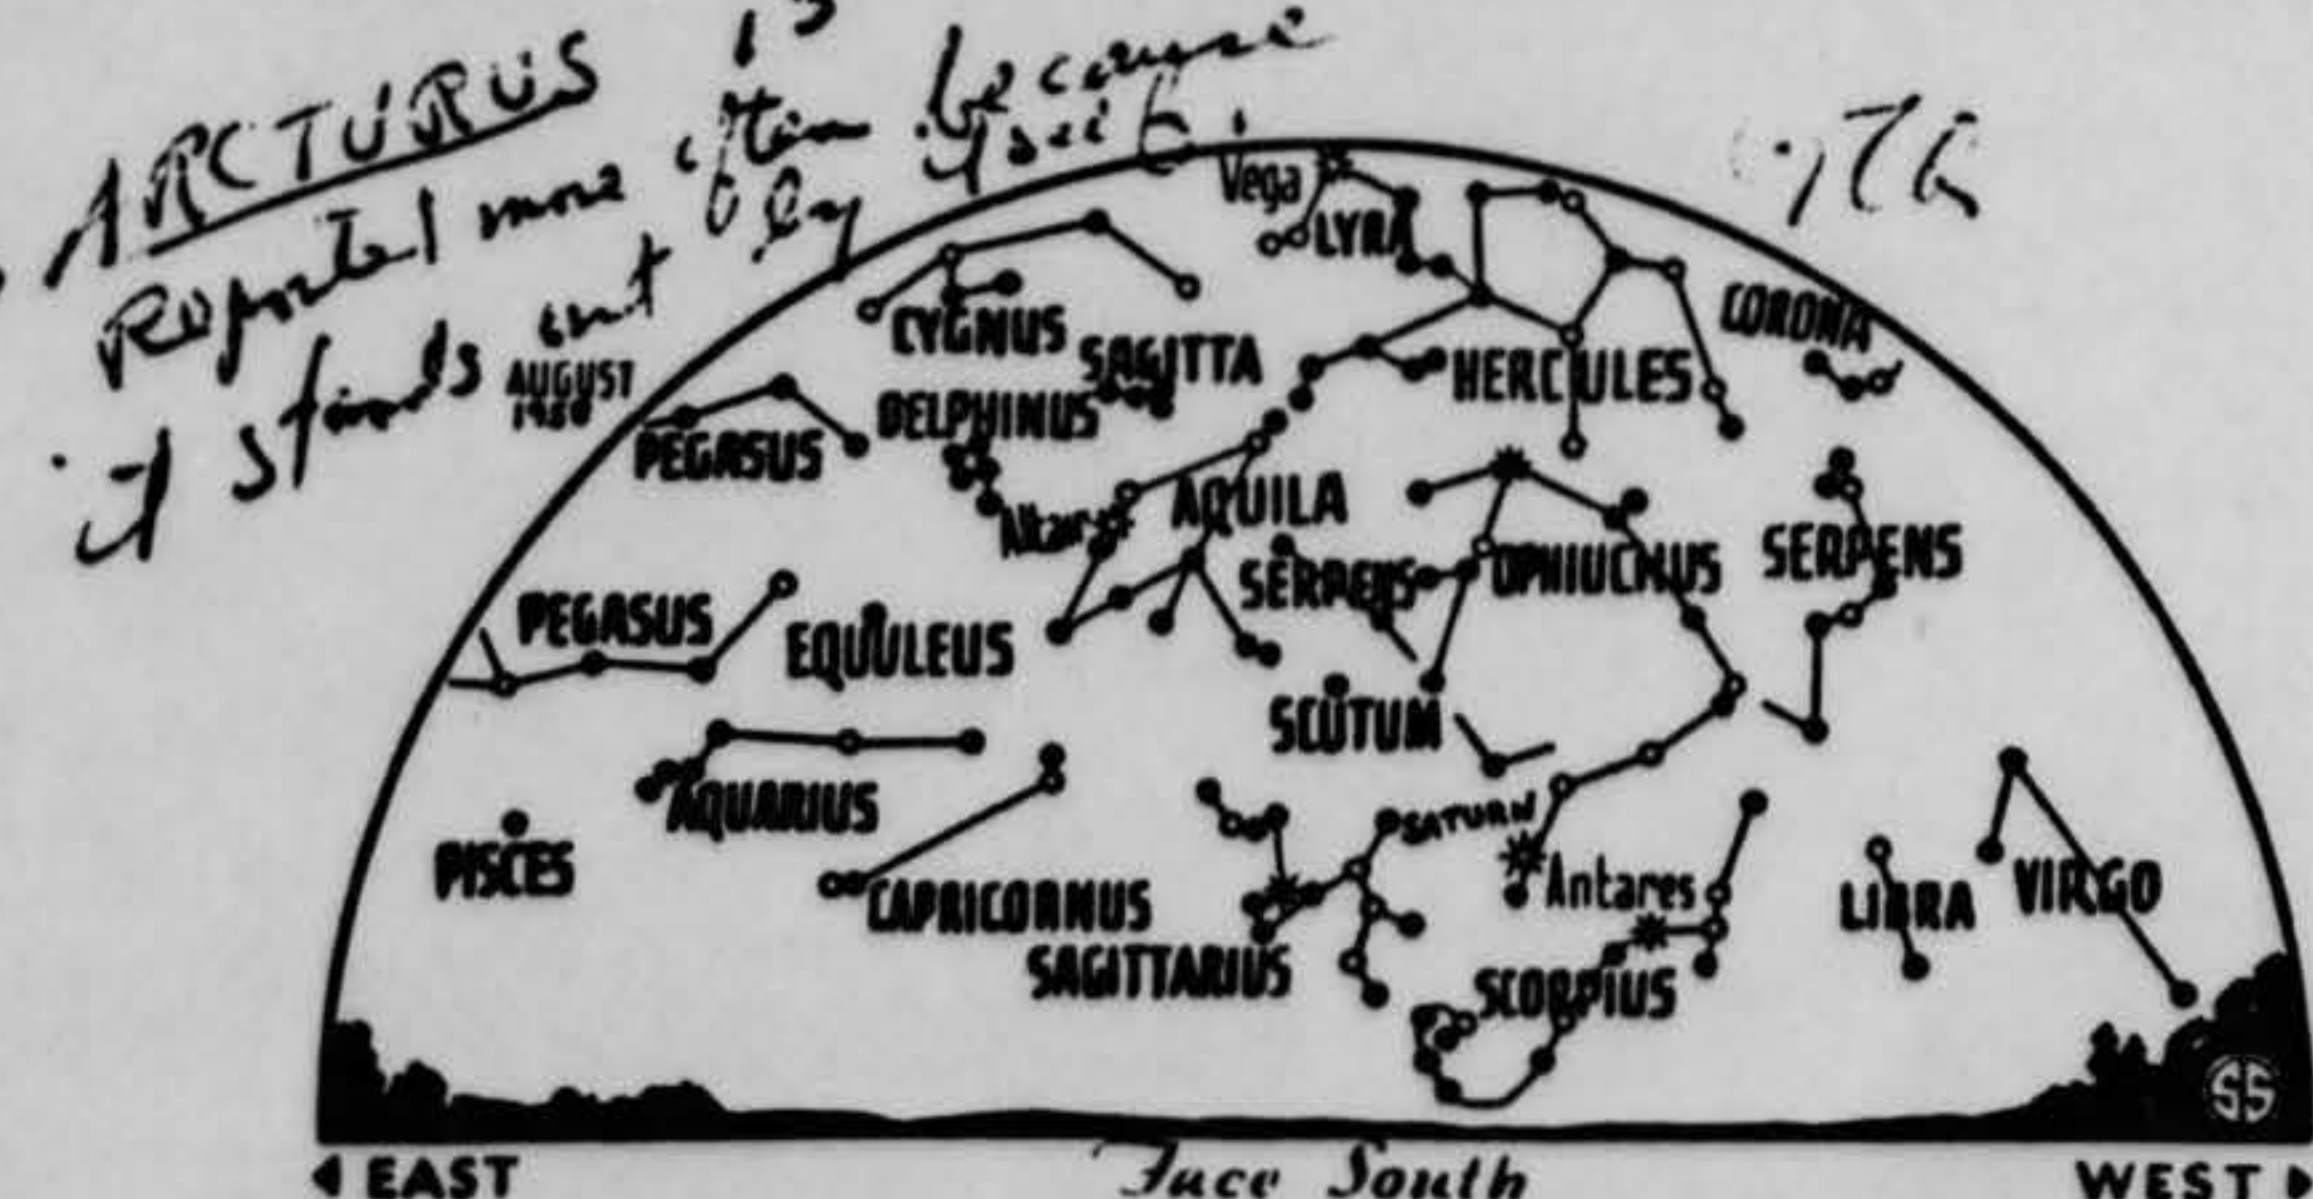 ARCTURUS is
Reported more often because
it stands out by itself.
AUGUST
Vega
LYRA
CORONA
CYGNUS
SAGITTA
HERCULES
DELPHINUS
PEGASUS
Altair
AQUILA
SERPENS
OPHIUCHUS
SERPENS
PEGASUS
EQUULEUS
SCUTUM
AQUARIUS
SATURN
PISCES
CAPRICORNUS
Antares
LIBRA
VIRGO
SAGITTARIUS
SCORPIUS
SS
EAST
Face South
WEST